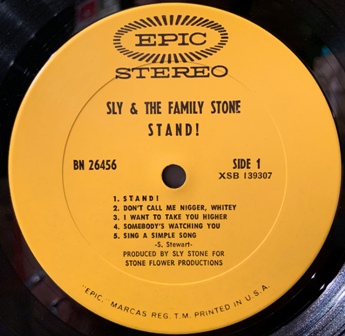 EPIC
STEREO
SLY & THE FAMILY STONE
STAND!
BN 26456
SIDE 1
XSB 139307
1. STAND!
2. DON'T CALL ME NIGGER, WHITEY
3. I WANT TO TAKE YOU HIGHER
4. SOMEBODY'S WATCHING YOU
5. SING A SIMPLE SONG
-S. Stewart-
PRODUCED BY SLY STONE FOR
STONE FLOWER PRODUCTIONS
"EPIC," MARCAS REG. T.M. PRINTED IN U.S.A.